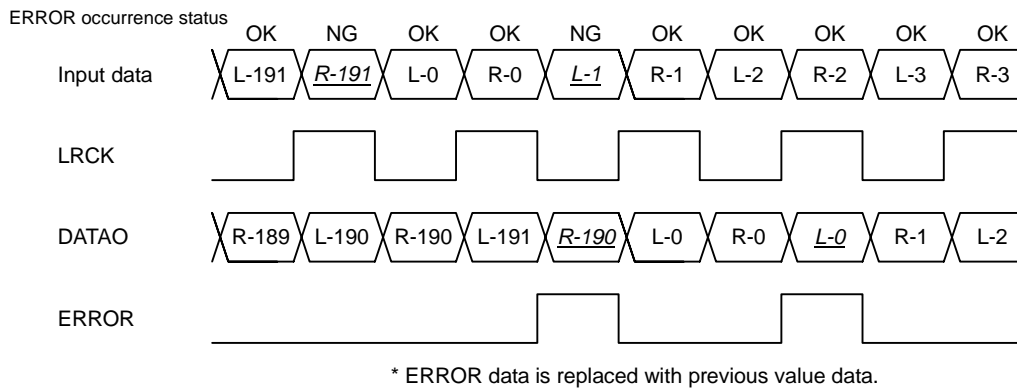 ERROR occurrence status
OK NG OK OK NG OK OK OK OK OK
Input data L-191 R-191 L-0 R-0 L-1 R-1 L-2 R-2 L-3 R-3
LRCK
DATAO R-189 L-190 R-190 L-191 R-190 L-0 R-0 L-0 R-1 L-2
ERROR
* ERROR data is replaced with previous value data.